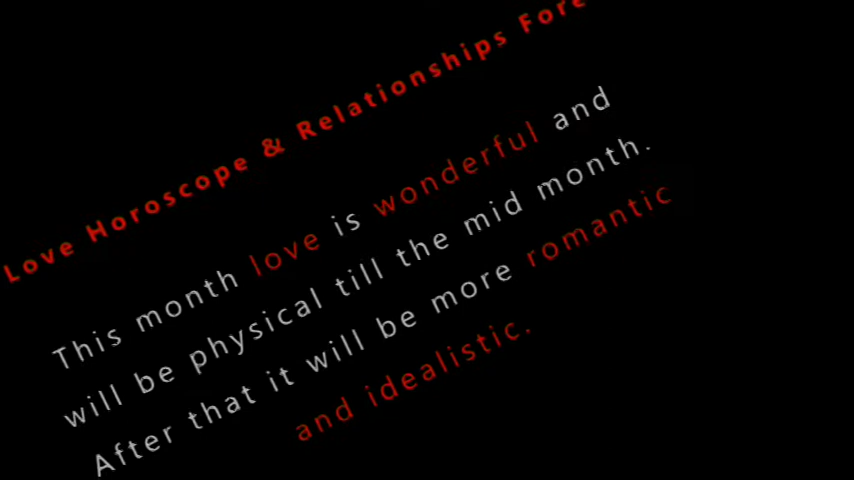 Love Horoscope & Relationships Fore
This month love is wonderful and
will be physical till the mid month.
After that it will be more romantic
and idealistic.